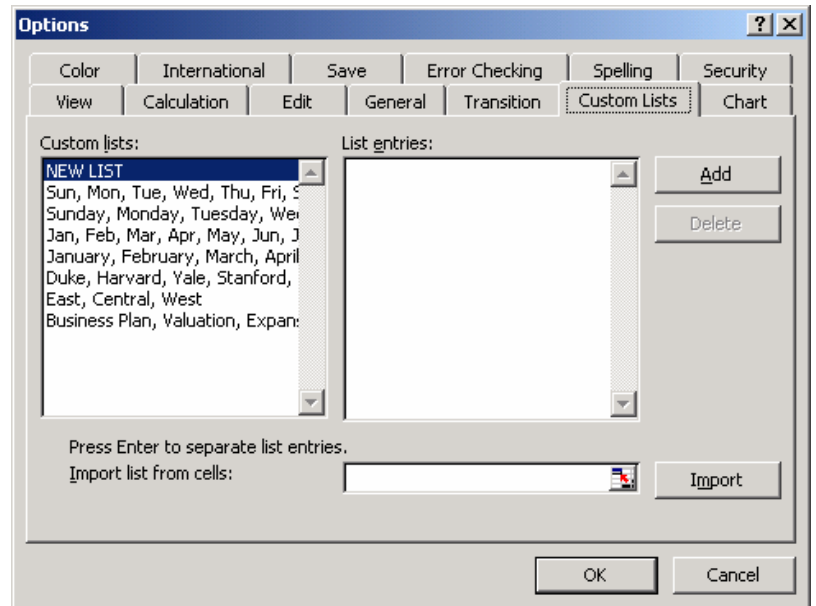 Options
Color International Save Error Checking Spelling Security
View Calculation Edit General Transition Custom Lists Chart
Custom lists: List entries:
NEW LIST
Sun, Mon, Tue, Wed, Thu, Fri, S
Sunday, Monday, Tuesday, We
Jan, Feb, Mar, Apr, May, Jun, J
January, February, March, April
Duke, Harvard, Yale, Stanford,
East, Central, West
Business Plan, Valuation, Expan
Add
Delete
Press Enter to separate list entries.
Import list from cells:
Import
OK Cancel